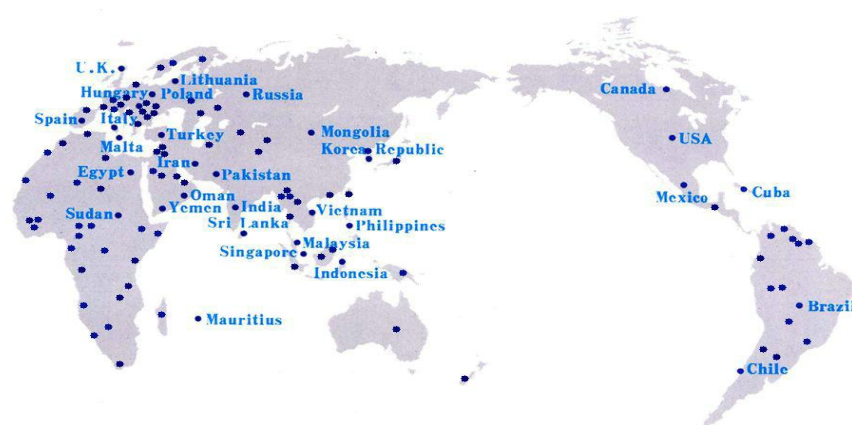 U.K.
Lithuania
Hungary
Poland
Russia
Canada
Spain
Italy
Turkey
Mongolia
USA
Malta
Korea Republic
Iran
Egypt
Pakistan
Oman
Mexico
Cuba
Sudan
Yemen
India
Vietnam
Sri Lanka
Philippines
Malaysia
Singapore
Indonesia
Mauritius
Brazil
Chile